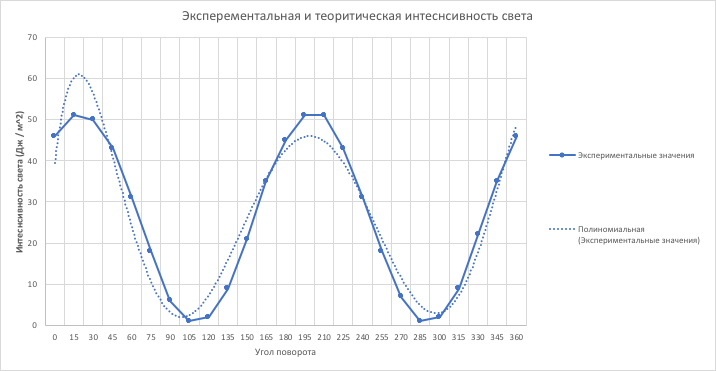 Эксперементальная и теоритическая интеснсивность света
70
60
50
40
30
20
10
0
Интеснсивность света (Дж / м^2)
0 15 30 45 60 75 90 105 120 135 150 165 180 195 210 225 240 255 270 285 300 315 330 345 360
Угол поворота
Экспериментальные значения
Полиномиальная
(Экспериментальные значения)